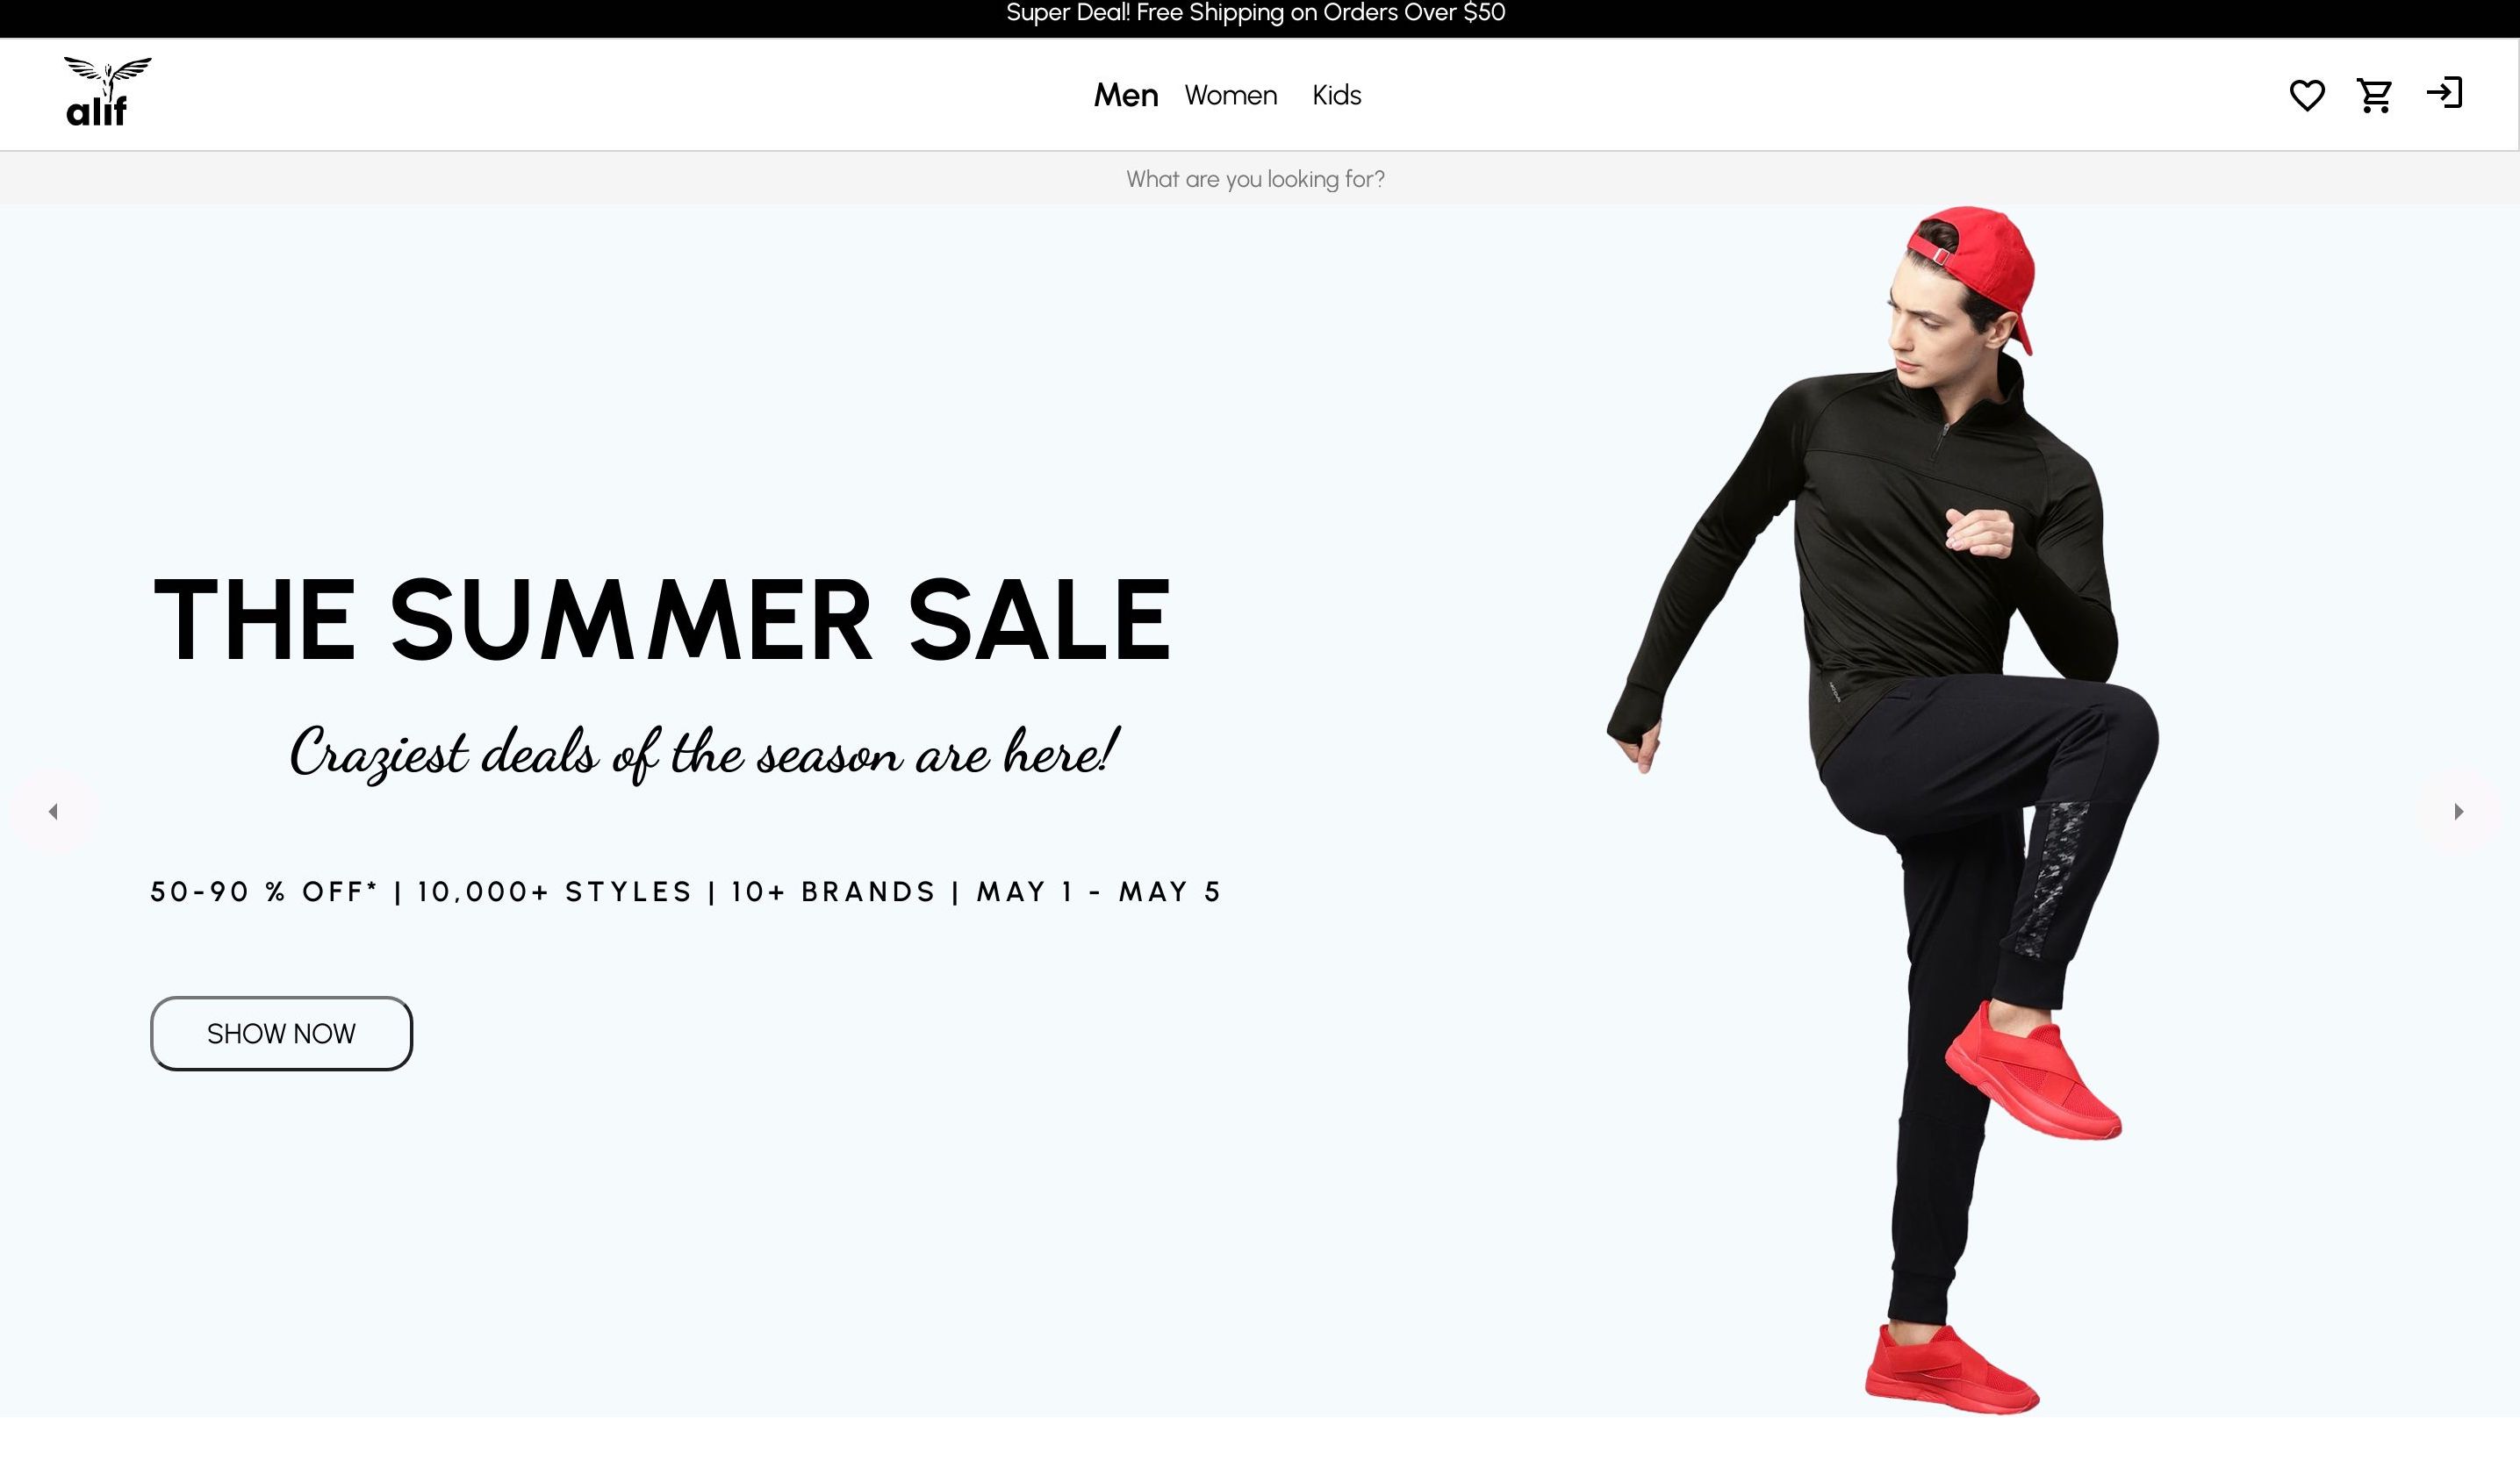 Super Deal! Free Shipping on Orders Over $50
alif
Men Women Kids
What are you looking for?
THE SUMMER SALE
Craziest deals of the season are here!
50-90 % OFF* | 10,000+ STYLES | 10+ BRANDS | MAY 1 - MAY 5
SHOW NOW